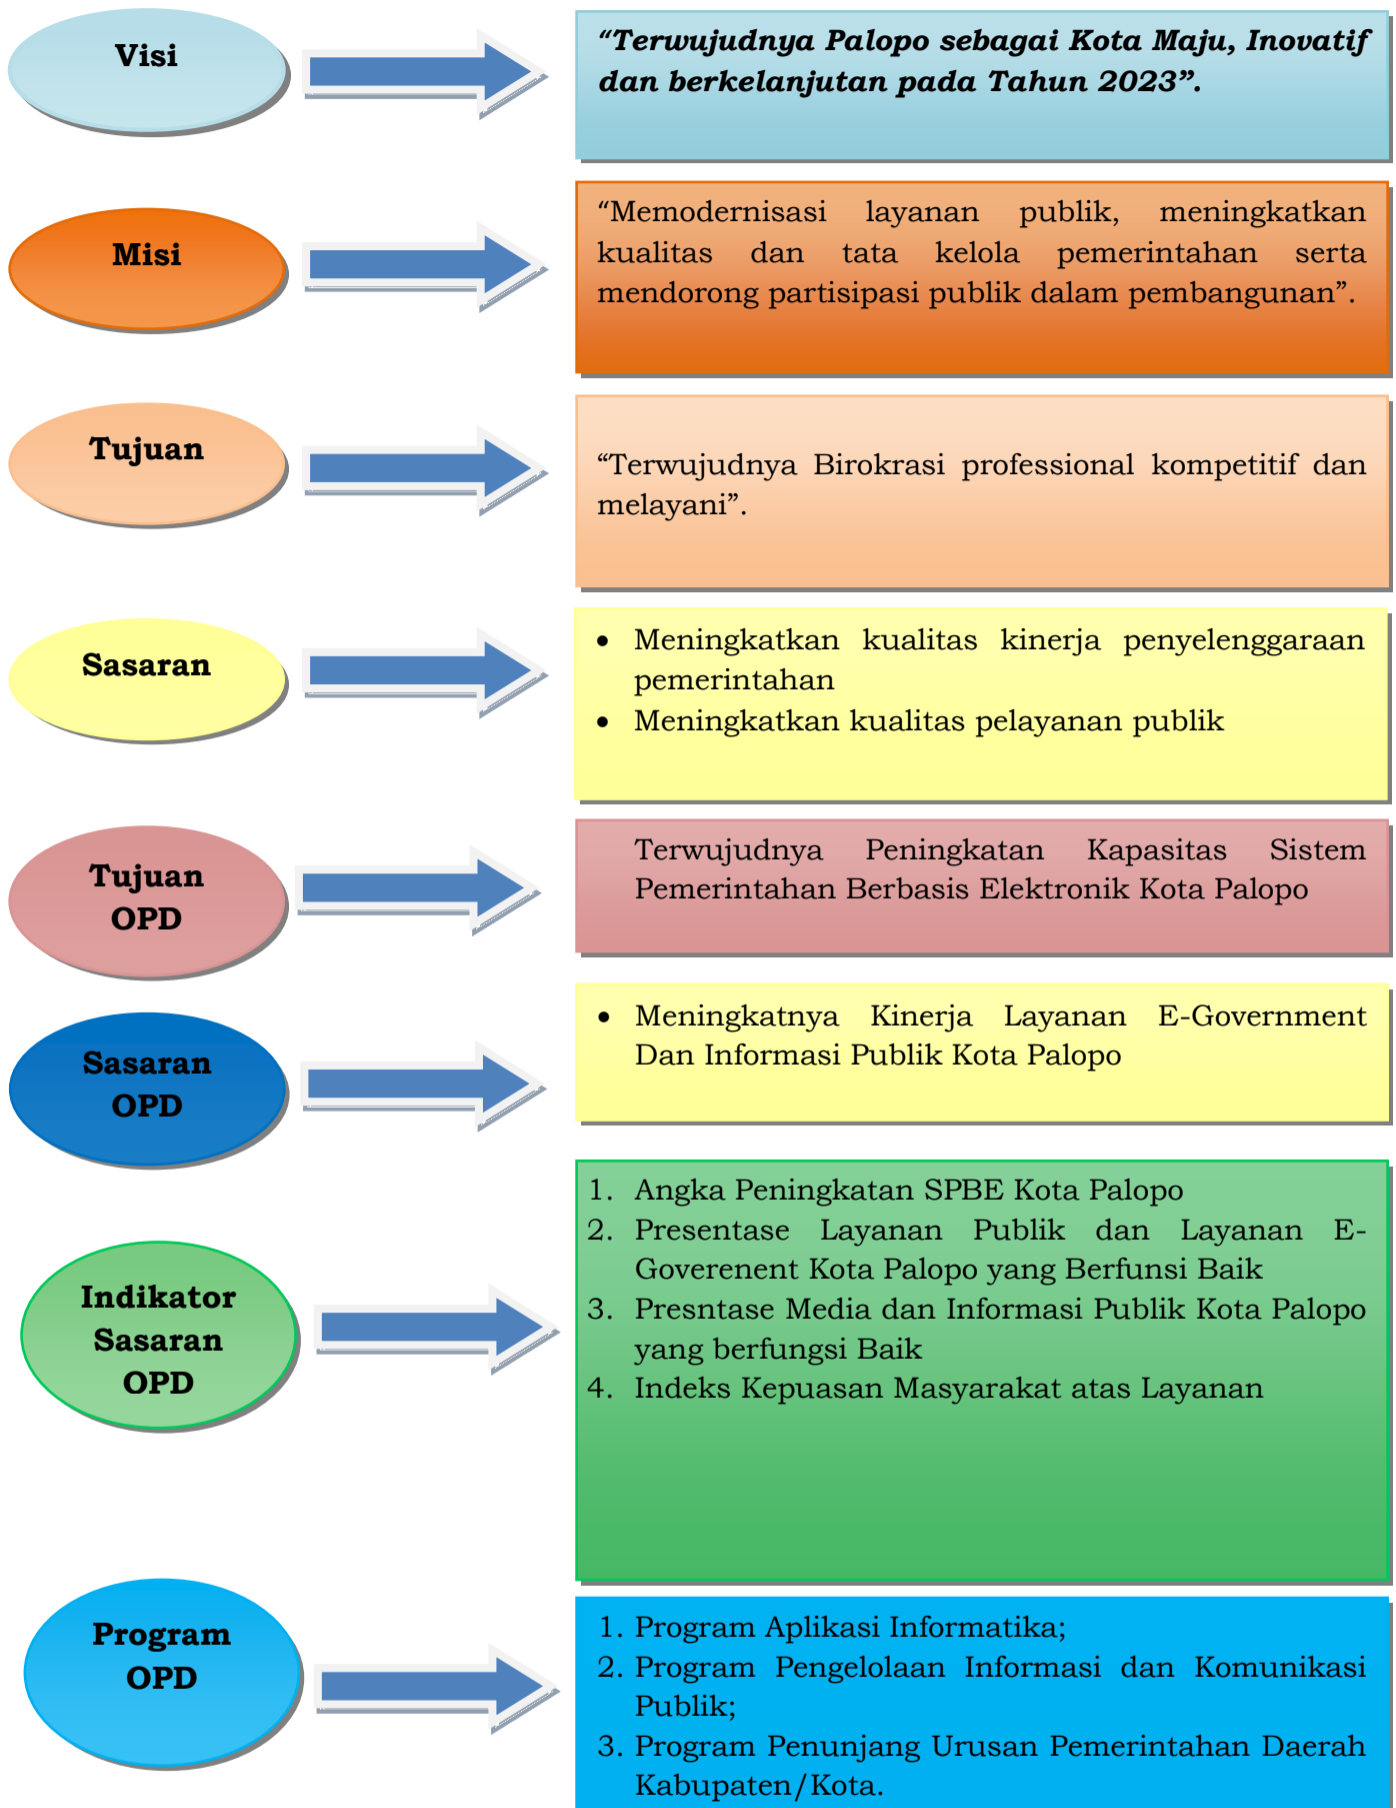 Visi
“Terwujudnya Palopo sebagai Kota Maju, Inovatif
dan berkelanjutan pada Tahun 2023”.
Misi
“Memodernisasi layanan publik, meningkatkan
kualitas dan tata kelola pemerintahan serta
mendorong partisipasi publik dalam pembangunan”.
Tujuan
“Terwujudnya Birokrasi professional kompetitif dan
melayani”.
Sasaran
• Meningkatkan kualitas kinerja penyelenggaraan
pemerintahan
• Meningkatkan kualitas pelayanan publik
Tujuan
OPD
Terwujudnya Peningkatan Kapasitas Sistem
Pemerintahan Berbasis Elektronik Kota Palopo
Sasaran
OPD
• Meningkatnya Kinerja Layanan E-Government
Dan Informasi Publik Kota Palopo
Indikator
Sasaran
OPD
1. Angka Peningkatan SPBE Kota Palopo
2. Presentase Layanan Publik dan Layanan E-
Goverenent Kota Palopo yang Berfunsi Baik
3. Presntase Media dan Informasi Publik Kota Palopo
yang berfungsi Baik
4. Indeks Kepuasan Masyarakat atas Layanan
Program
OPD
1. Program Aplikasi Informatika;
2. Program Pengelolaan Informasi dan Komunikasi
Publik;
3. Program Penunjang Urusan Pemerintahan Daerah
Kabupaten/Kota.